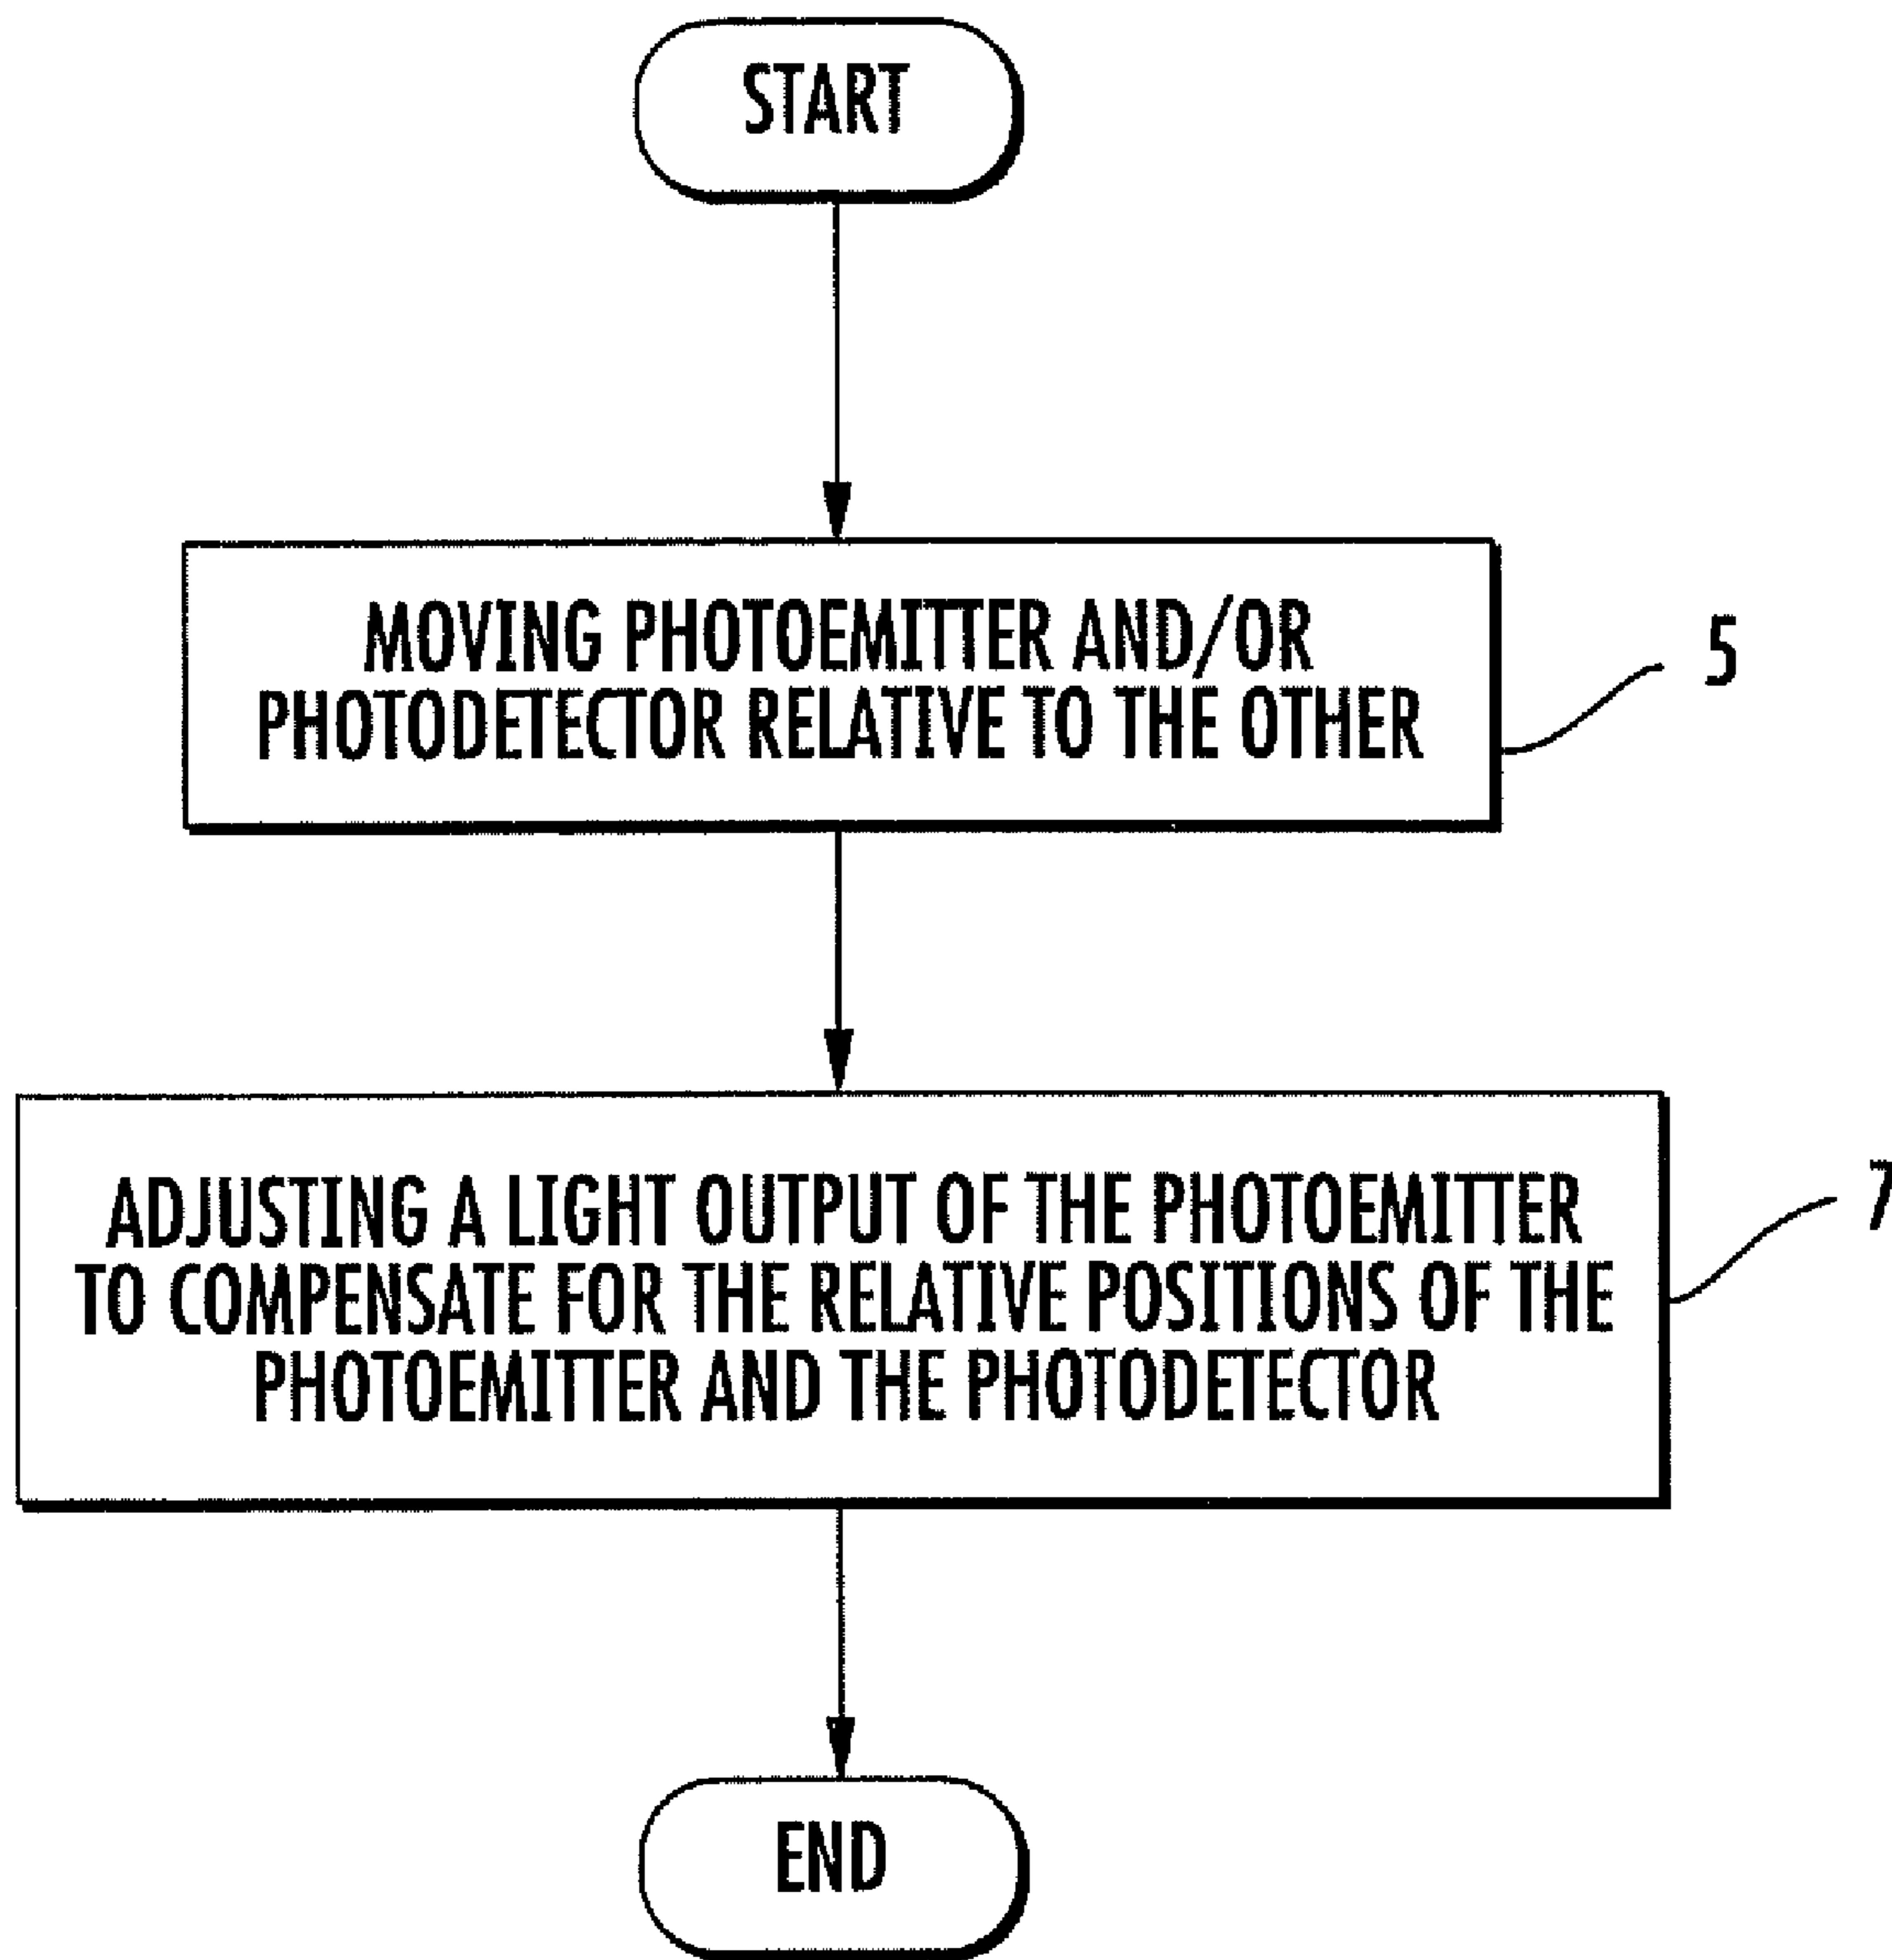 START
MOVING PHOTOEMITTER AND/OR
PHOTODETECTOR RELATIVE TO THE OTHER
5
ADJUSTING A LIGHT OUTPUT OF THE PHOTOEMITTER
TO COMPENSATE FOR THE RELATIVE POSITIONS OF THE
PHOTOEMITTER AND THE PHOTODETECTOR
7
END